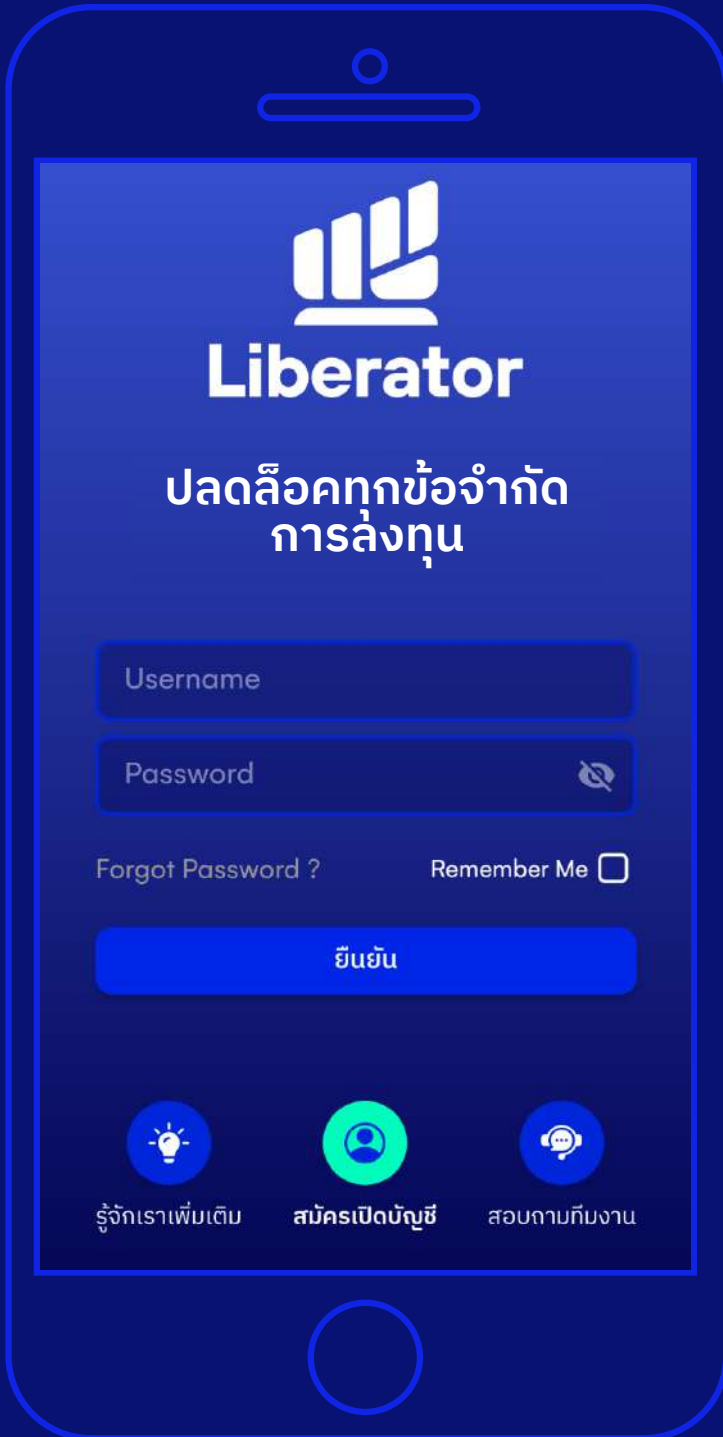 Liberator
ปลดล็อคทุกข้อจำกัด
การลงทุน
Username
Password
Forgot Password ?
Remember Me
ยืนยัน
รู้จักเราเพิ่มเติม
สมัครเปิดบัญชี
สอบถามทีมงาน